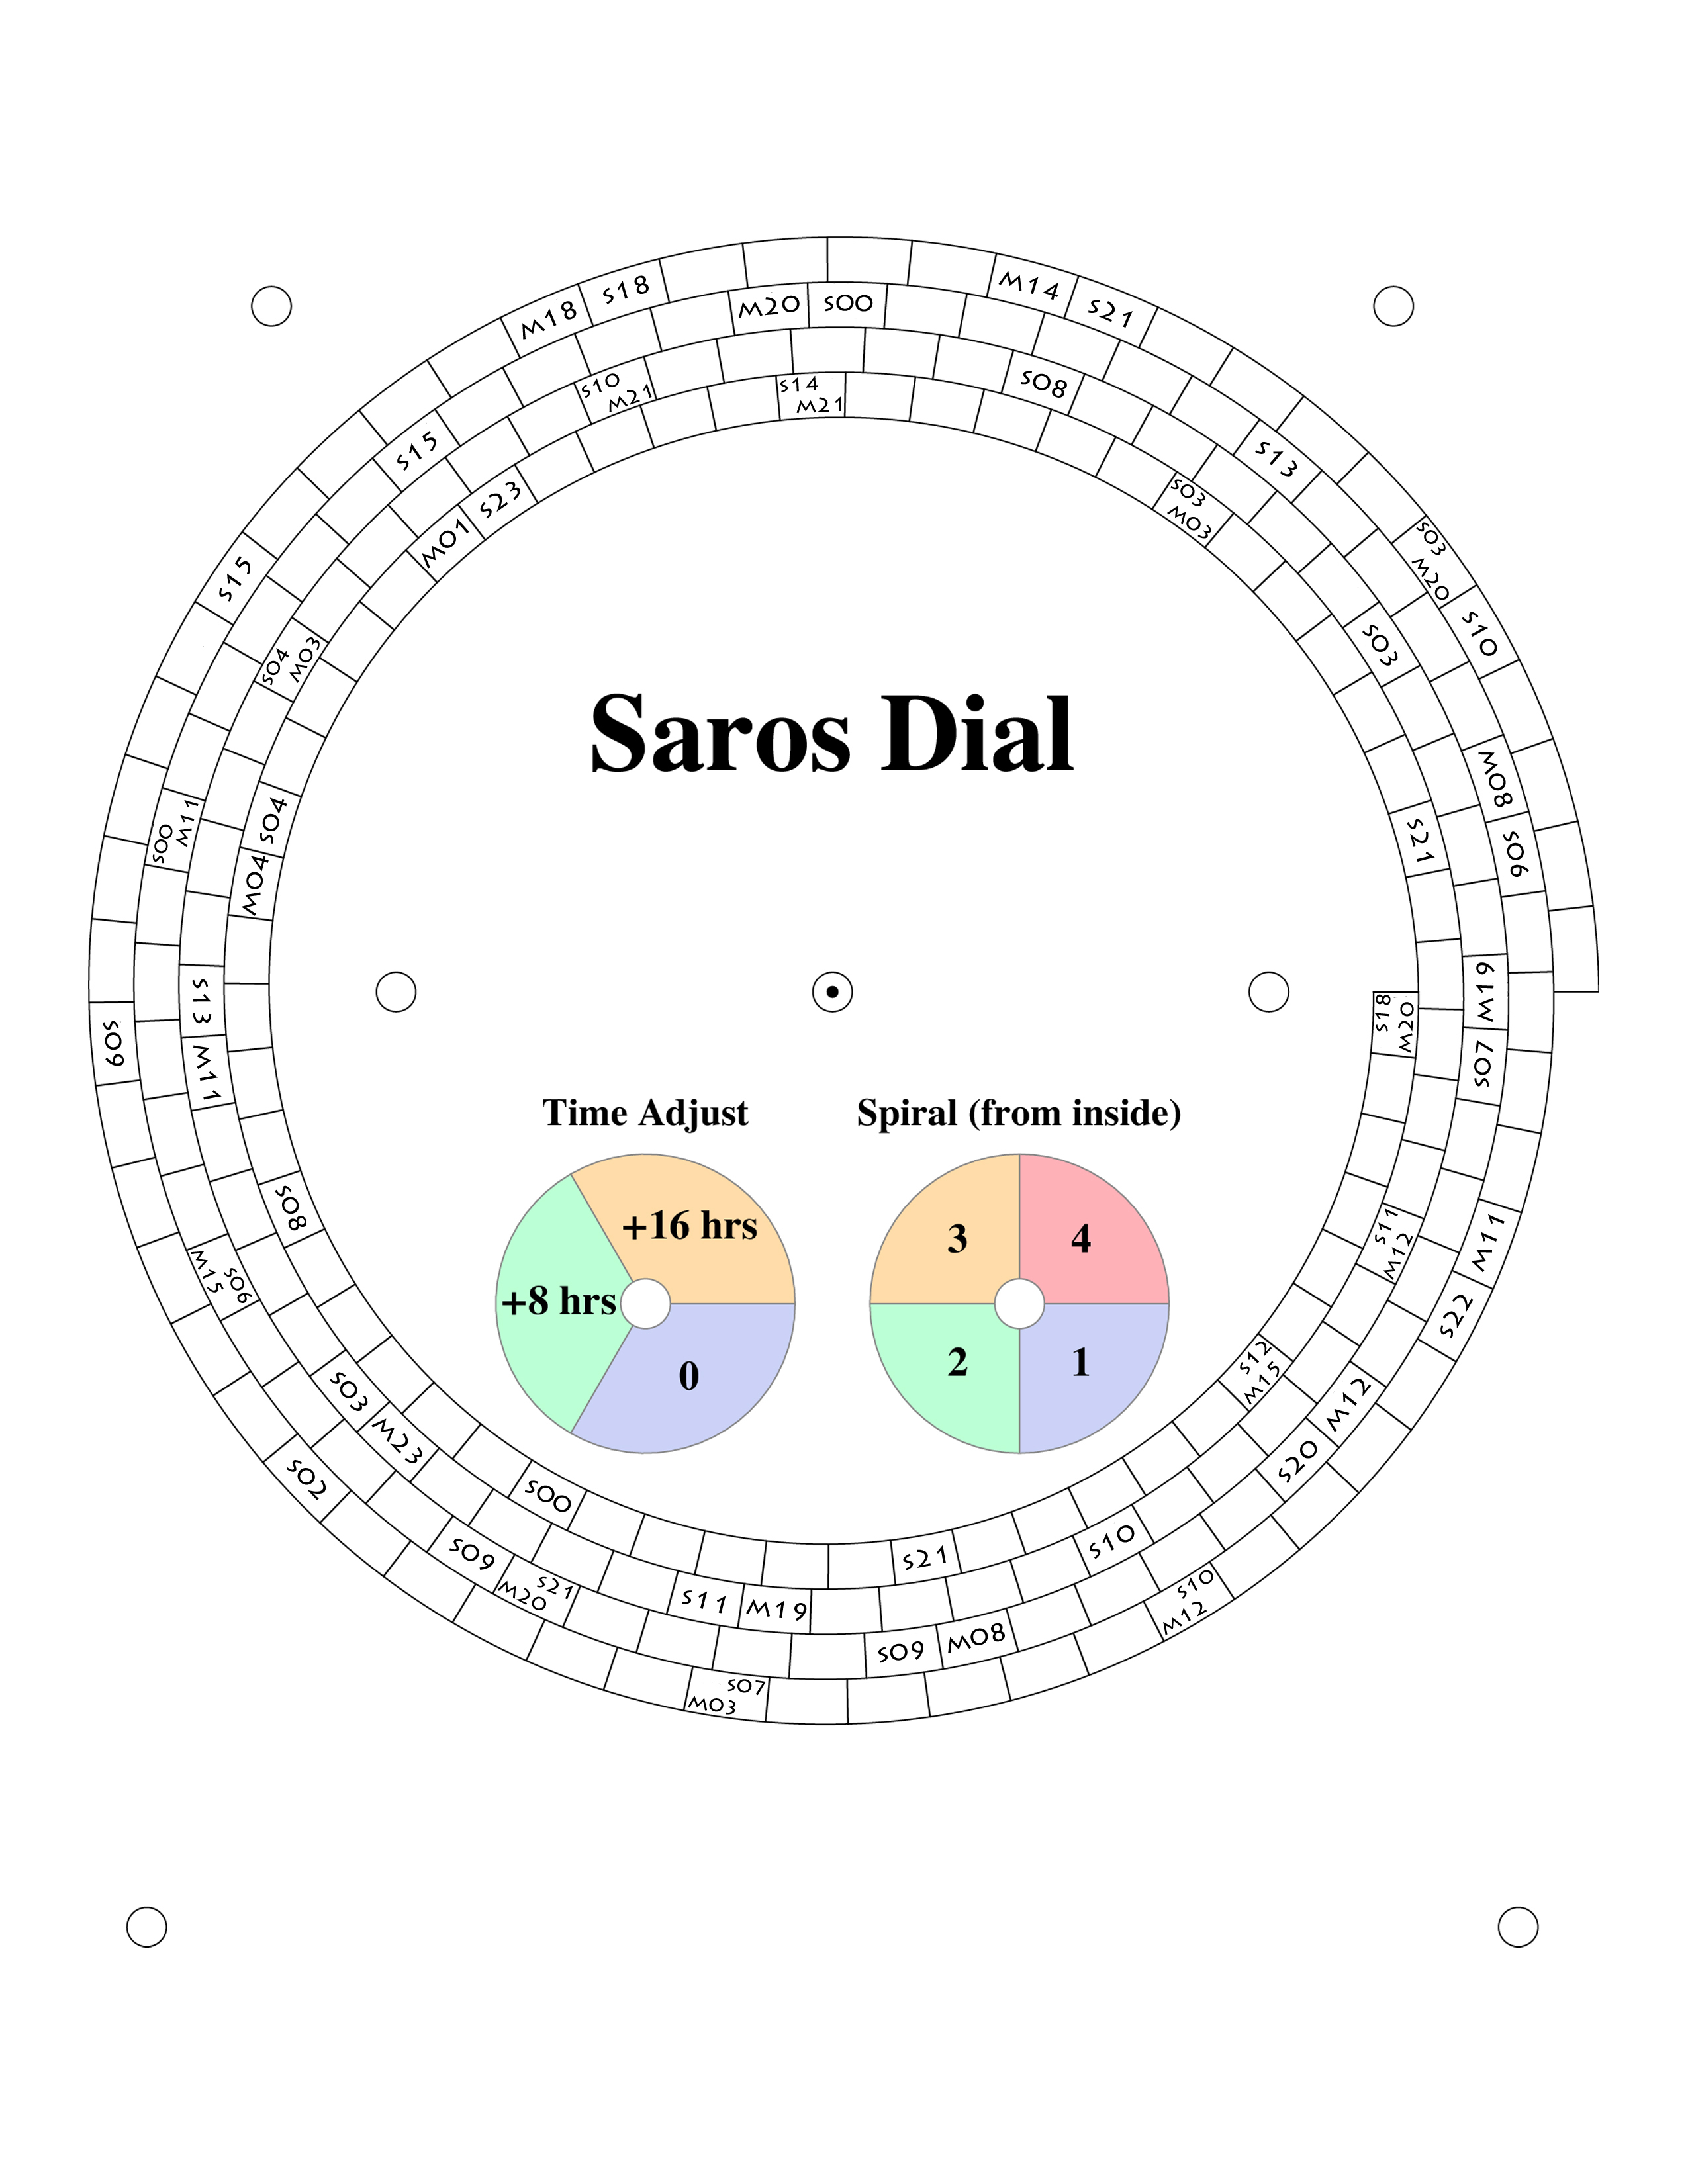 M14
S18
S00
M20
S21
M18
S08
S10
M21
S14
M21
S15
S13
S23
S03
M03
M01
S03
M20
S15
S10
S03
S04
M03
Saros Dial
M08
S04
S00
M11
S21
S06
M04
M19
S13
S18
M20
S09
S07
M11
Time Adjust
Spiral (from inside)
S08
+16 hrs
3
4
M11
S11
M12
S06
M15
+8 hrs
S22
2
1
0
S12
M15
S03
M12
M23
S20
S02
S00
S10
S09
S21
S21
M20
S11
S10
M12
M19
M08
S09
S07
M03